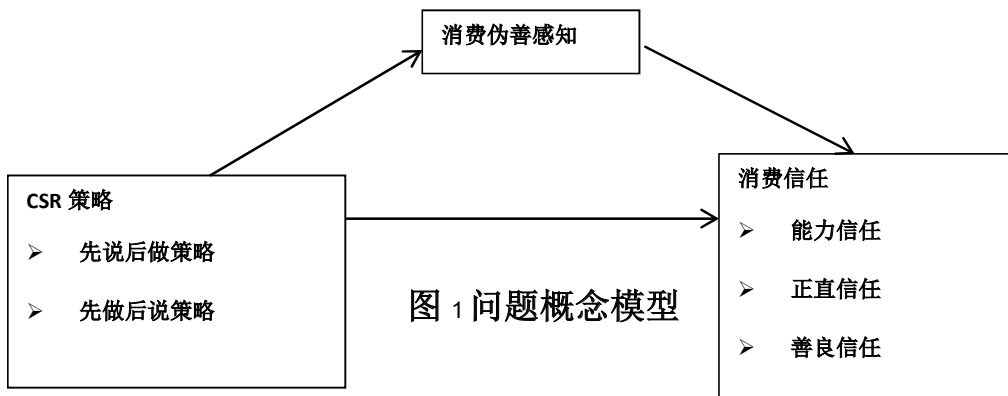 消费伪善感知
CSR 策略
➢ 先说后做策略
➢ 先做后说策略
图 1 问题概念模型
消费信任
➢ 能力信任
➢ 正直信任
➢ 善良信任